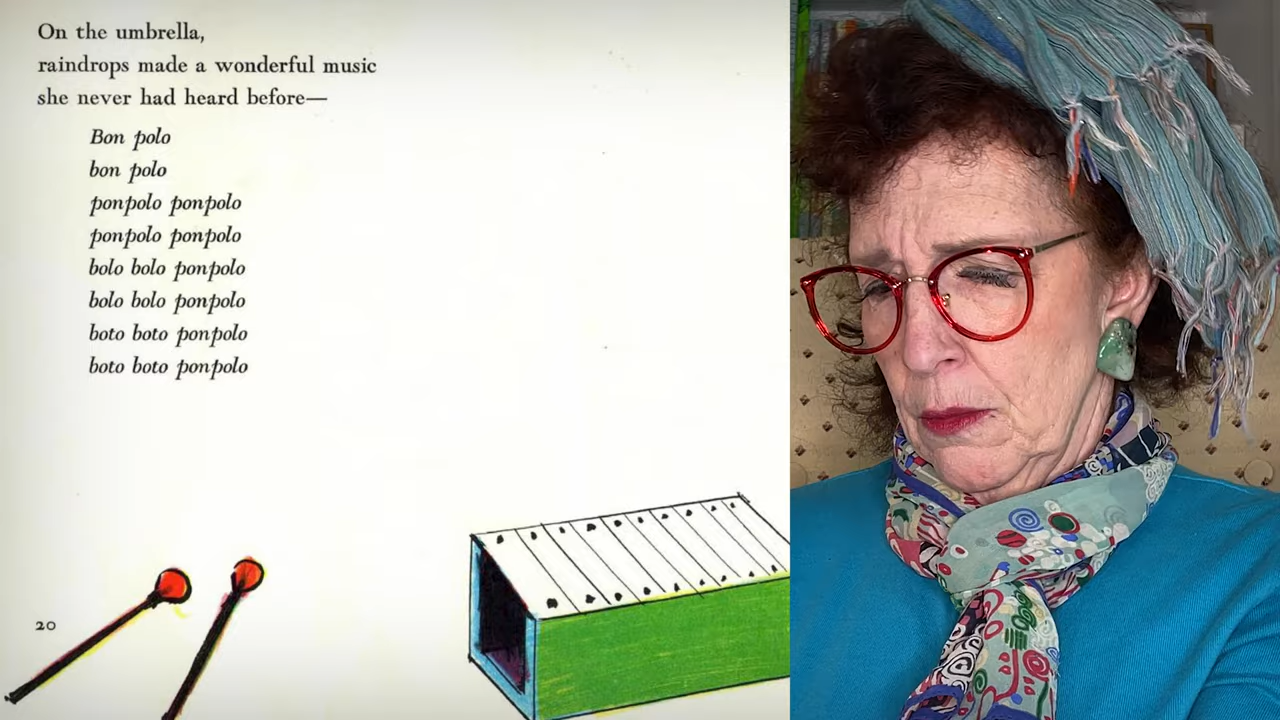 On the umbrella,
raindrops made a wonderful music
she never had heard before—
Bon polo
bon polo
ponpolo ponpolo
ponpolo ponpolo
bolo bolo ponpolo
bolo bolo ponpolo
boto boto ponpolo
boto boto ponpolo
20